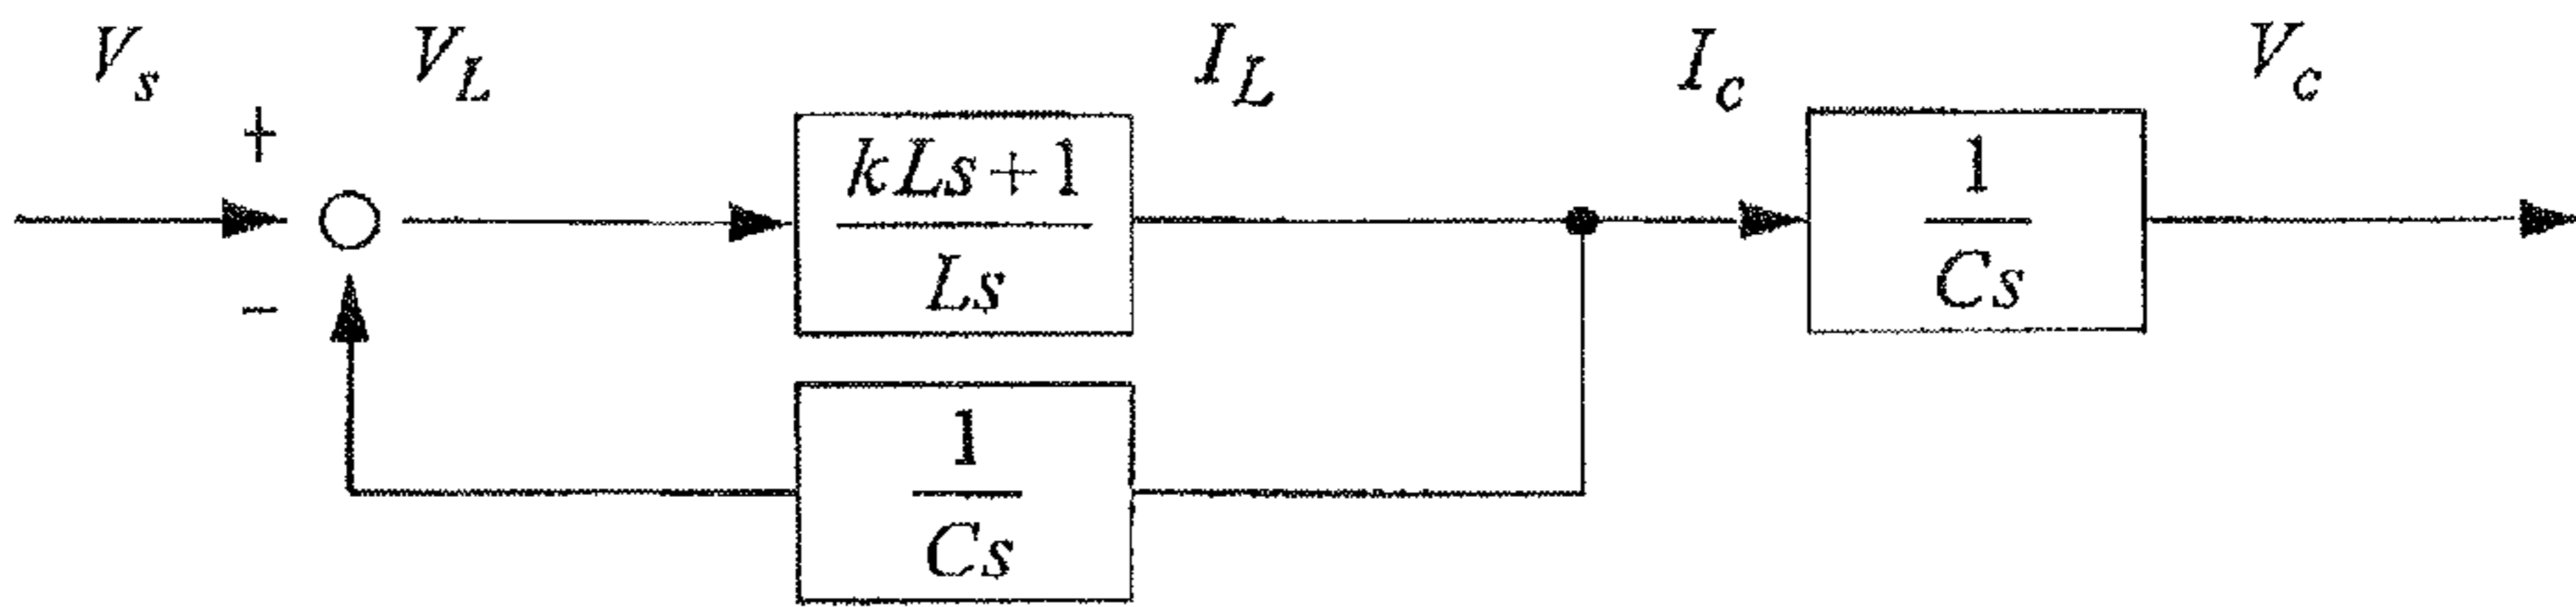 V_s V_L I_L I_c V_c
+
−
kLs+1
Ls
1
Cs
1
Cs